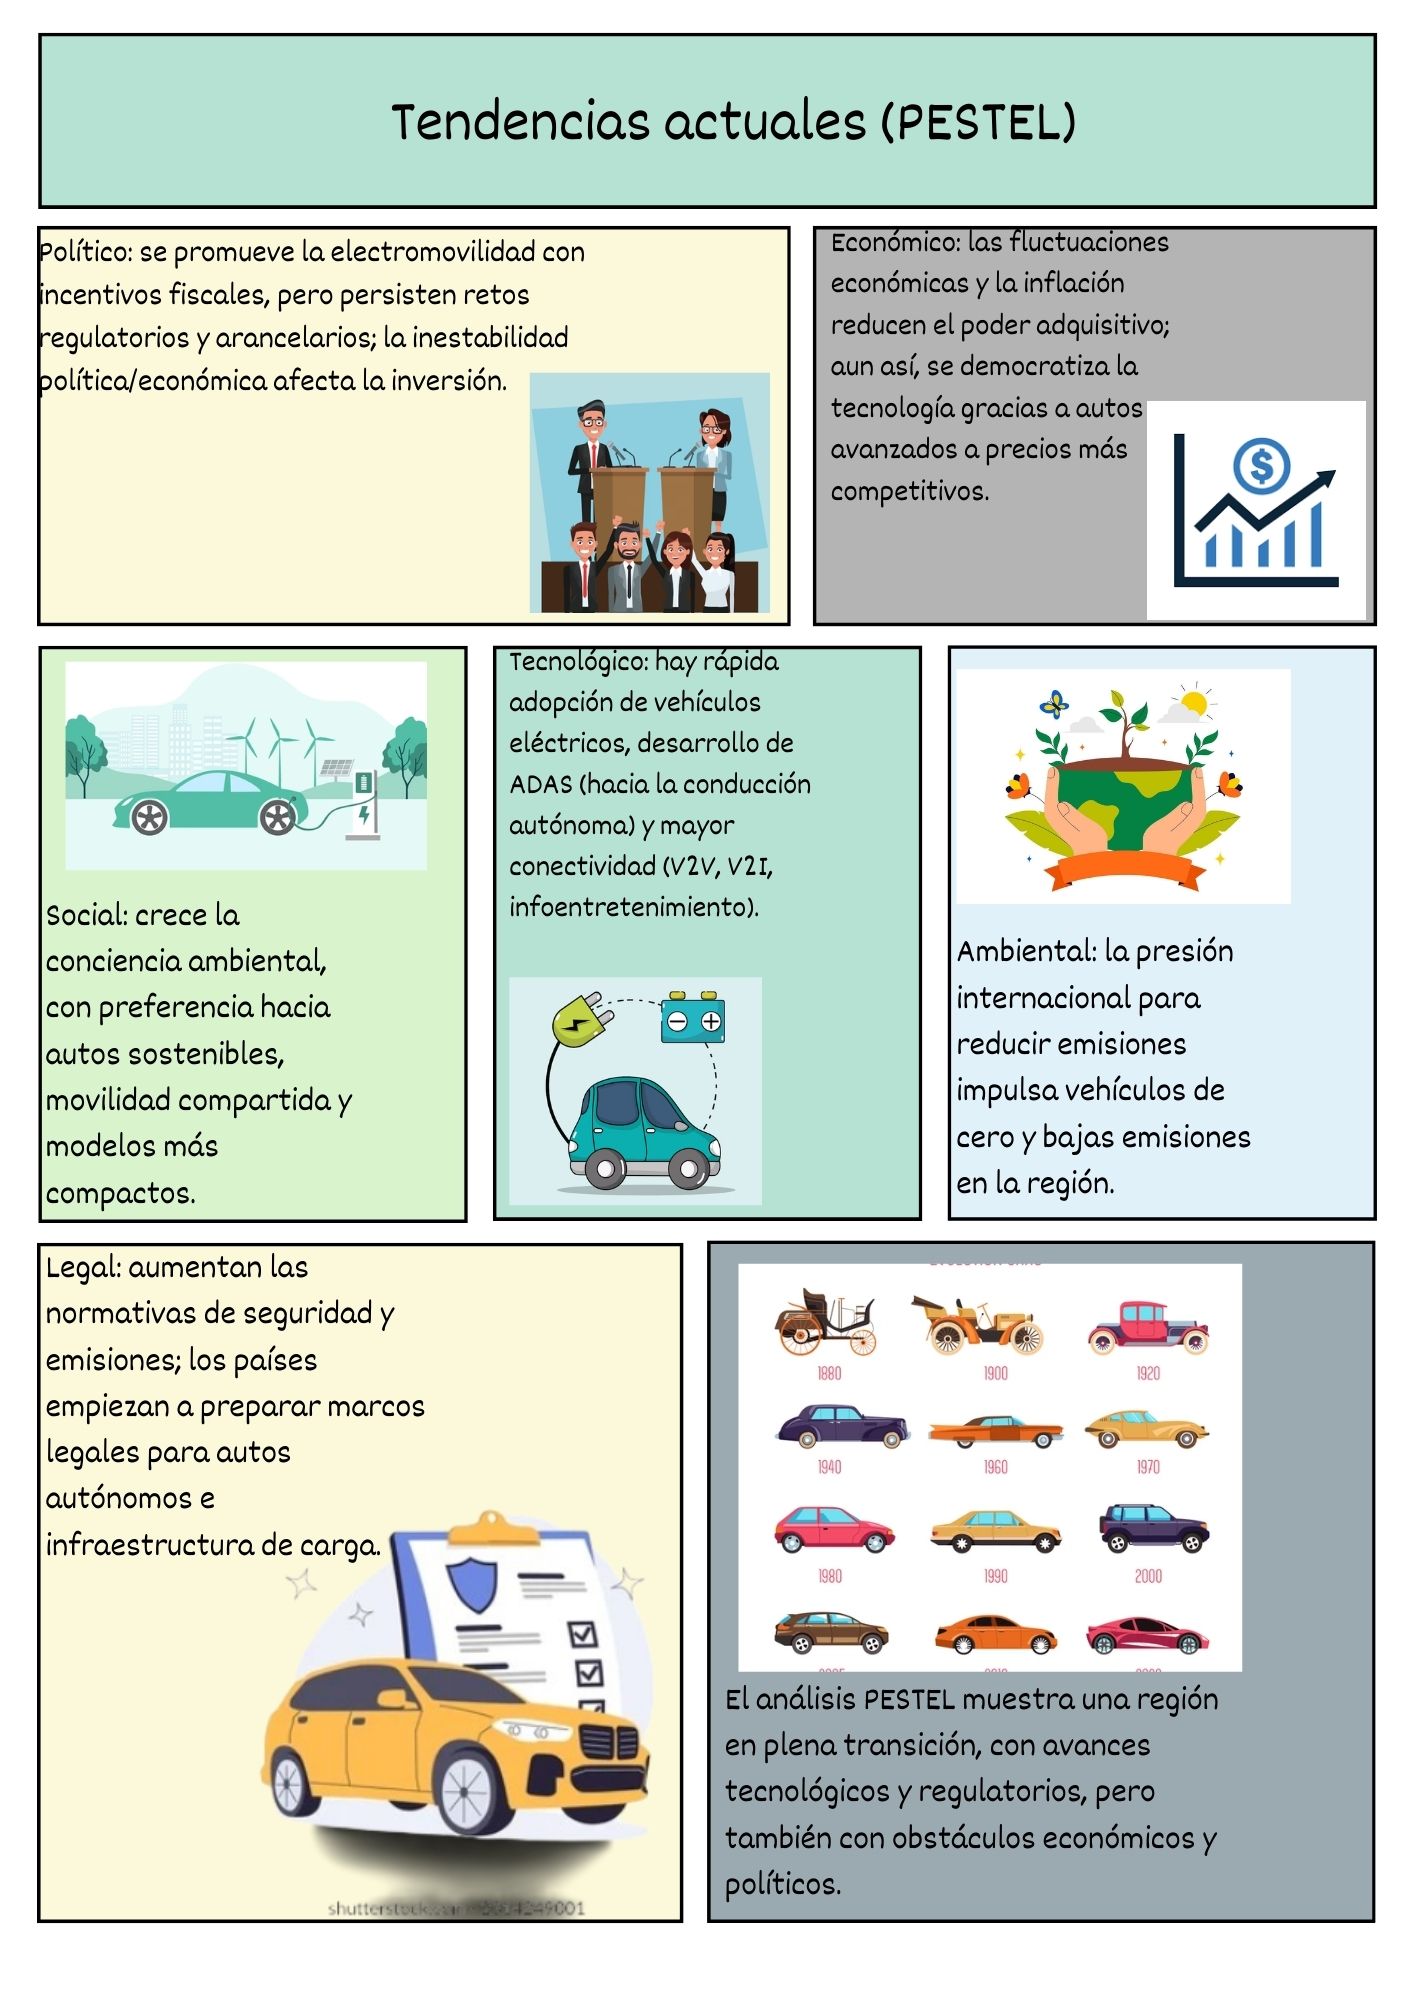 Tendencias actuales (PESTEL)
Político: se promueve la electromovilidad con
incentivos fiscales, pero persisten retos
regulatorios y arancelarios; la inestabilidad
política/económica afecta la inversión.
Económico: las fluctuaciones
económicas y la inflación
reducen el poder adquisitivo;
aun así, se democratiza la
tecnología gracias a autos
avanzados a precios más
competitivos.
$
Social: crece la
conciencia ambiental,
con preferencia hacia
autos sostenibles,
movilidad compartida y
modelos más
compactos.
Tecnológico: hay rápida
adopción de vehículos
eléctricos, desarrollo de
ADAS (hacia la conducción
autónoma) y mayor
conectividad (V2V, V2I,
infoentretenimiento).
Ambiental: la presión
internacional para
reducir emisiones
impulsa vehículos de
cero y bajas emisiones
en la región.
Legal: aumentan las
normativas de seguridad y
emisiones; los países
empiezan a preparar marcos
legales para autos
autónomos e
infraestructura de carga.
shutterstock
1880 1900 1920
1940 1960 1970
1980 1990 2000
El análisis PESTEL muestra una región
en plena transición, con avances
tecnológicos y regulatorios, pero
también con obstáculos económicos y
políticos.